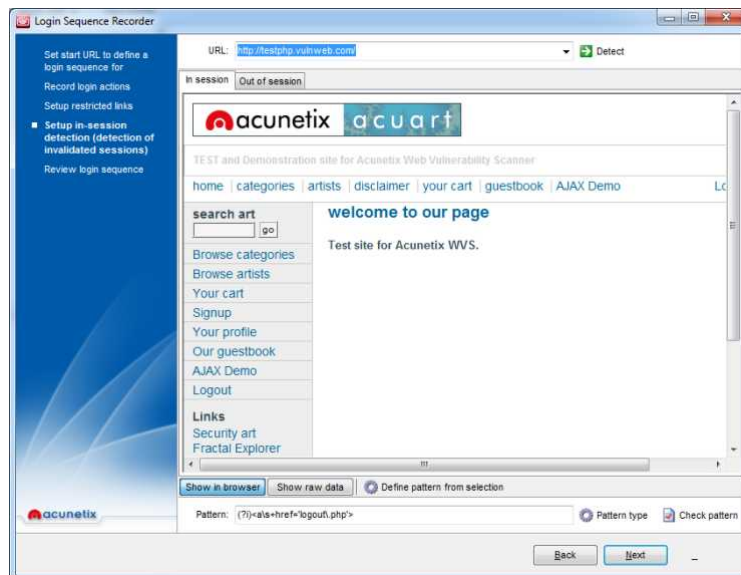 Login Sequence Recorder
Set start URL to define a
login sequence for
Record login actions
Setup restricted links
Setup in-session
detection (detection of
invalidated sessions)
Review login sequence
URL: http://testphp.vulnweb.com/
Detect
In session Out of session
acunetix acuart
TEST and Demonstration site for Acunetix Web Vulnerability Scanner
home | categories | artists | disclaimer | your cart | guestbook | AJAX Demo
search art
go
Browse categories
Browse artists
Your cart
Signup
Your profile
Our guestbook
AJAX Demo
Logout
Links
Security art
Fractal Explorer
welcome to our page
Test site for Acunetix WVS.
Show in browser Show raw data Define pattern from selection
Pattern: (?i)<a\s+href='logout\.php'>
Pattern type Check pattern
acunetix
Back Next